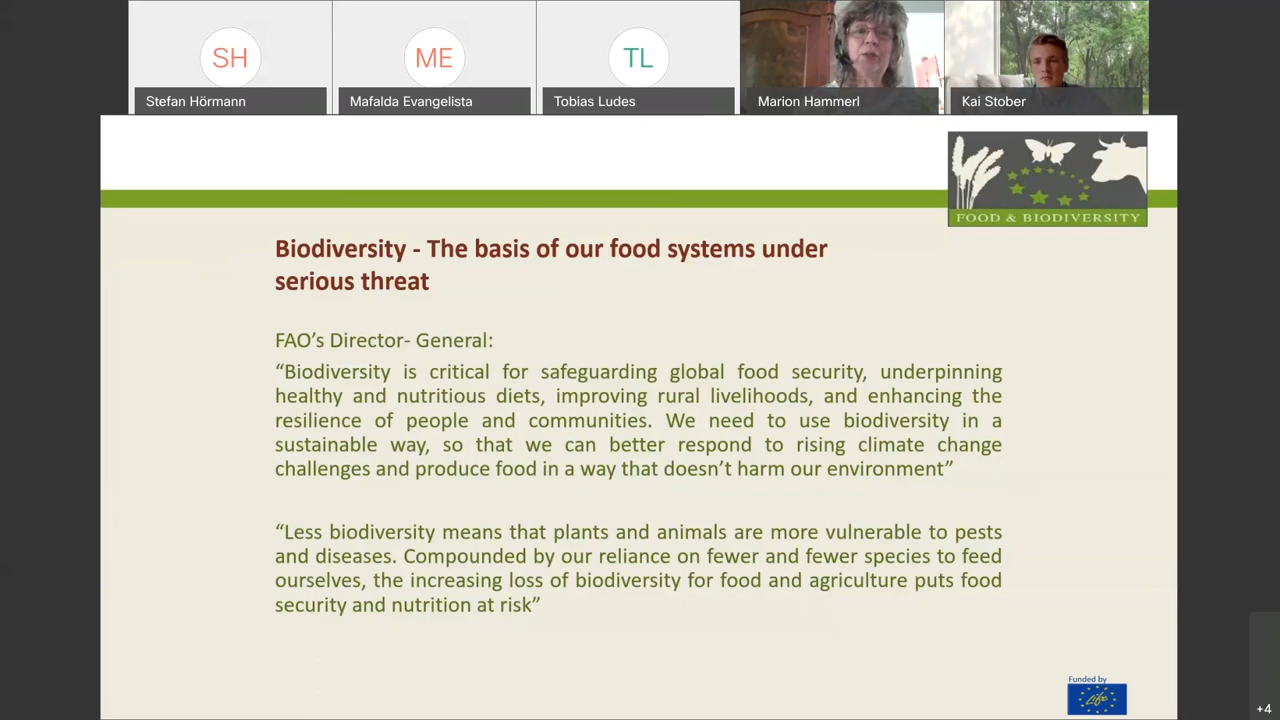 SH
ME
TL
Stefan Hörmann
Mafalda Evangelista
Tobias Ludes
Marion Hammerl
Kai Stober
FOOD & BIODIVERSITY
Biodiversity - The basis of our food systems under
serious threat
FAO’s Director- General:
“Biodiversity is critical for safeguarding global food security, underpinning
healthy and nutritious diets, improving rural livelihoods, and enhancing the
resilience of people and communities. We need to use biodiversity in a
sustainable way, so that we can better respond to rising climate change
challenges and produce food in a way that doesn’t harm our environment”
“Less biodiversity means that plants and animals are more vulnerable to pests
and diseases. Compounded by our reliance on fewer and fewer species to feed
ourselves, the increasing loss of biodiversity for food and agriculture puts food
security and nutrition at risk”
Funded by
Life
+4